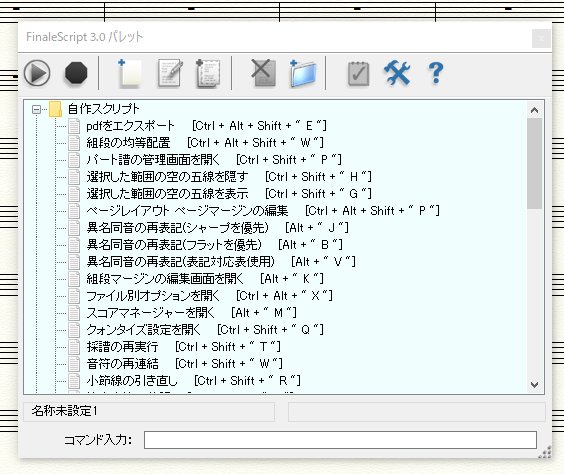 FinaleScript 3.0 パレット
自作スクリプト
pdfをエクスポート [Ctrl + Alt + Shift + " E "]
組段の均等配置 [Ctrl + Alt + Shift + " W "]
パート譜の管理画面を開く [Ctrl + Shift + " P "]
選択した範囲の空の五線を隠す [Ctrl + Shift + " H "]
選択した範囲の空の五線を表示 [Ctrl + Shift + " G "]
ページレイアウト ページマージンの編集 [Ctrl + Alt + Shift + " P "]
異名同音の再表記(シャープを優先) [Alt + " J "]
異名同音の再表記(フラットを優先) [Alt + " B "]
異名同音の再表記(表記対応表使用) [Alt + " V "]
組段マージンの編集画面を開く [Alt + " K "]
ファイル別オプションを開く [Ctrl + Alt + " X "]
スコアマネージャーを開く [Alt + " M "]
クォンタイズ設定を開く [Ctrl + Shift + " Q "]
採譜の再実行 [Ctrl + Shift + " T "]
音符の再連結 [Ctrl + Shift + " W "]
小節線の引き直し [Ctrl + Shift + " R "]
名称未設定1
コマンド入力: